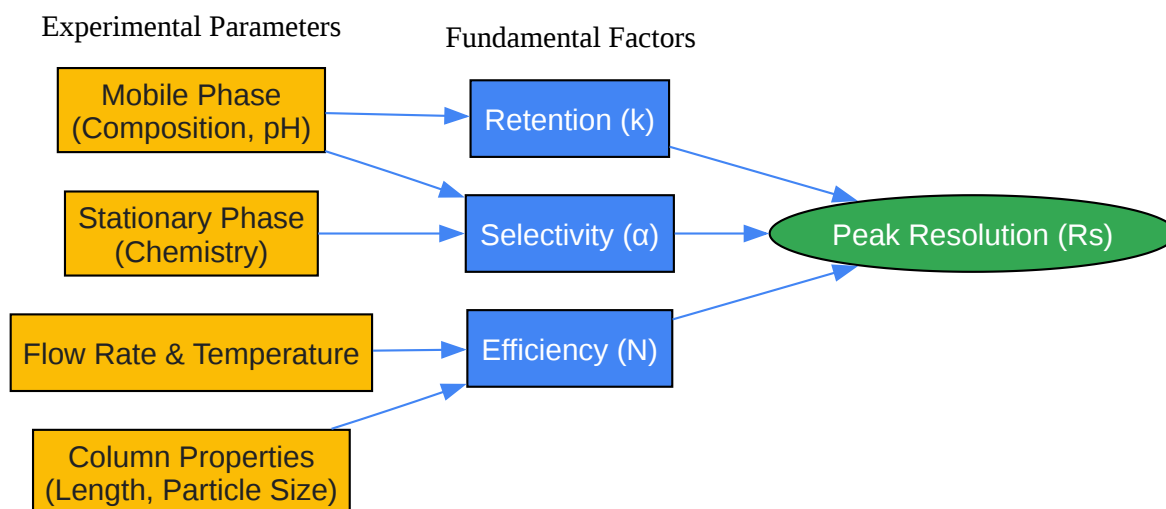 Experimental Parameters
Fundamental Factors
Mobile Phase
(Composition, pH)
Retention (k)
Stationary Phase
(Chemistry)
Selectivity (α)
Peak Resolution (Rs)
Flow Rate & Temperature
Efficiency (N)
Column Properties
(Length, Particle Size)